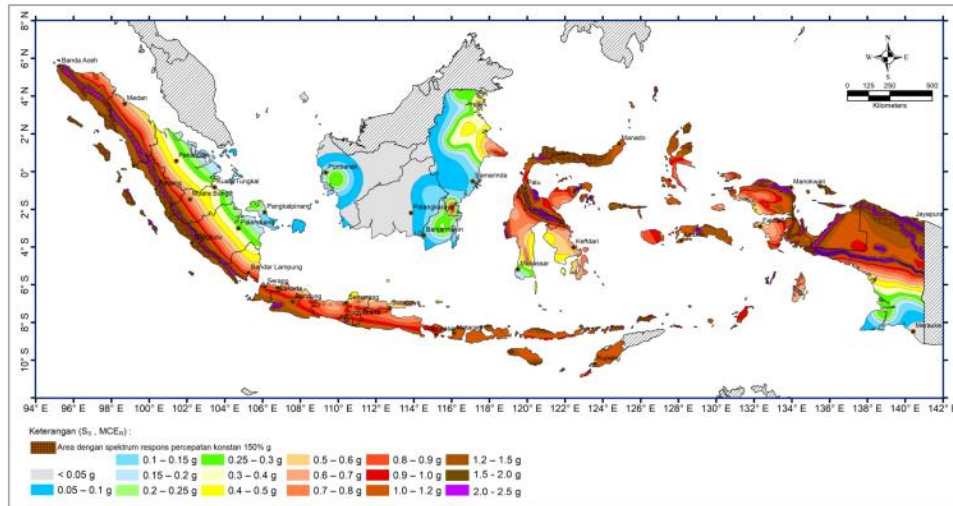 8° N
6° N
4° N
2° N
0°
2° S
4° S
6° S
8° S
10° S
Banda Aceh
Medan
Pekanbaru
Kuala Tungkal
Padang
Muara Bungo
Pangkalpinang
Palembang
Bengkulu
Bandar Lampung
Serang
Jakarta
Bandung
Semarang
Surabaya
Mataram
Kupang
Pontianak
Samarinda
Palangkaraya
Banjarmasin
Manado
Palu
Kendari
Makassar
Manokwari
Jayapura
Merauke
N
W
E
S
0 125 250 500
Kilometers
94° E 96° E 98° E 100° E 102° E 104° E 106° E 108° E 110° E 112° E 114° E 116° E 118° E 120° E 122° E 124° E 126° E 128° E 130° E 132° E 134° E 136° E 138° E 140° E 142° E
Keterangan (S_S , MCE_R) :
Area dengan spektrum respons percepatan konstan 150% g
< 0.05 g
0.05 – 0.1 g
0.1 – 0.15 g
0.15 – 0.2 g
0.2 – 0.25 g
0.25 – 0.3 g
0.3 – 0.4 g
0.4 – 0.5 g
0.5 – 0.6 g
0.6 – 0.7 g
0.7 – 0.8 g
0.8 – 0.9 g
0.9 – 1.0 g
1.0 – 1.2 g
1.2 – 1.5 g
1.5 - 2.0 g
2.0 - 2.5 g